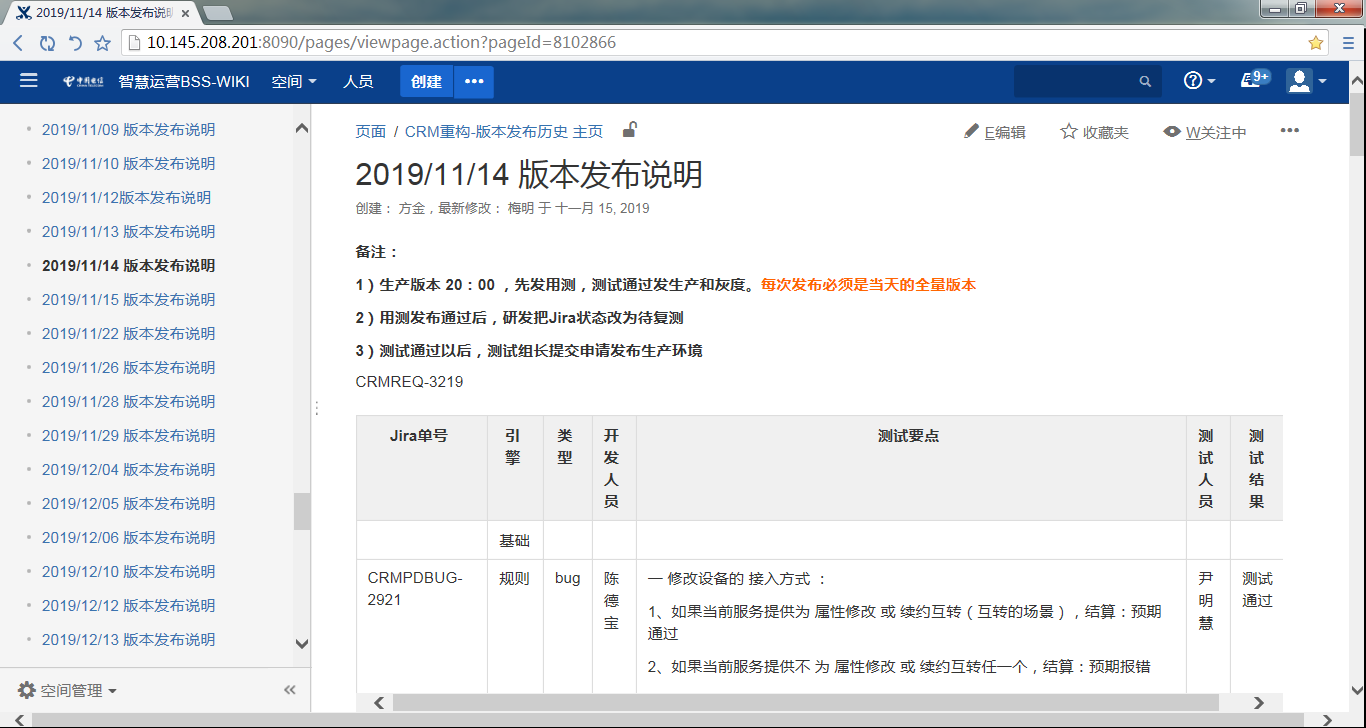 2019/11/14 版本发布说明
10.145.208.201:8090/pages/viewpage.action?pageId=8102866
中国电信 智慧运营BSS-WIKI 空间 人员 创建 ••• 9+
2019/11/09 版本发布说明
2019/11/10 版本发布说明
2019/11/12版本发布说明
2019/11/13 版本发布说明
2019/11/14 版本发布说明
2019/11/15 版本发布说明
2019/11/22 版本发布说明
2019/11/26 版本发布说明
2019/11/28 版本发布说明
2019/11/29 版本发布说明
2019/12/04 版本发布说明
2019/12/05 版本发布说明
2019/12/06 版本发布说明
2019/12/10 版本发布说明
2019/12/12 版本发布说明
2019/12/13 版本发布说明
空间管理
页面 / CRM重构-版本发布历史 主页
E编辑 收藏夹 W关注中 •••
2019/11/14 版本发布说明
创建： 方金，最新修改： 梅明 于 十一月 15, 2019
备注：
1）生产版本 20：00 ，先发用测，测试通过发生产和灰度。每次发布必须是当天的全量版本
2）用测发布通过后，研发把Jira状态改为待复测
3）测试通过以后，测试组长提交申请发布生产环境
CRMREQ-3219
Jira单号 引擎 类型 开发人员 测试要点 测试人员 测试结果
基础
CRMPDBUG-2921 规则 bug 陈德宝
一 修改设备的 接入方式 ：
1、如果当前服务提供为 属性修改 或 续约互转（互转的场景），结算：预期
通过
2、如果当前服务提供不 为 属性修改 或 续约互转任一个，结算：预期报错
尹明慧
测试通过